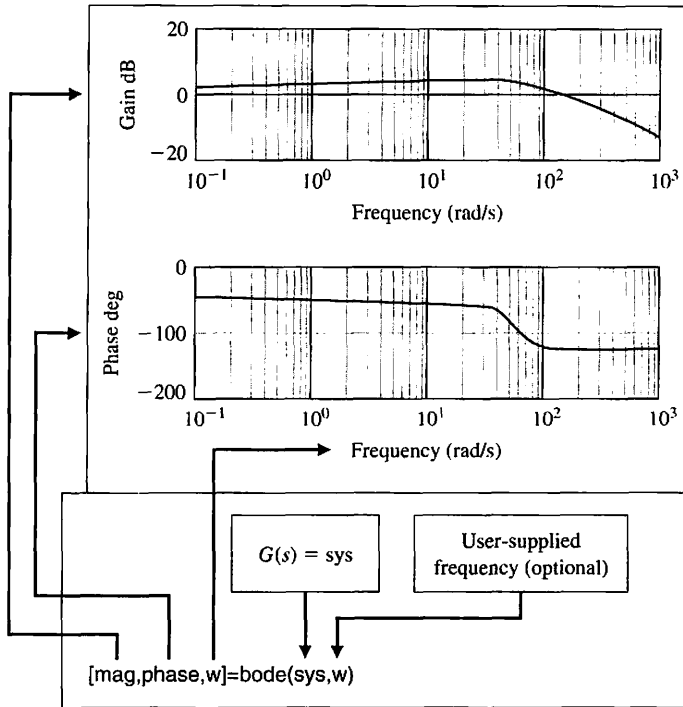 20
0
−20
Gain dB
10⁻¹ 10⁰ 10¹ 10² 10³
Frequency (rad/s)
0
−100
−200
Phase deg
10⁻¹ 10⁰ 10¹ 10² 10³
Frequency (rad/s)
G(s) = sys
User-supplied
frequency (optional)
[mag,phase,w]=bode(sys,w)